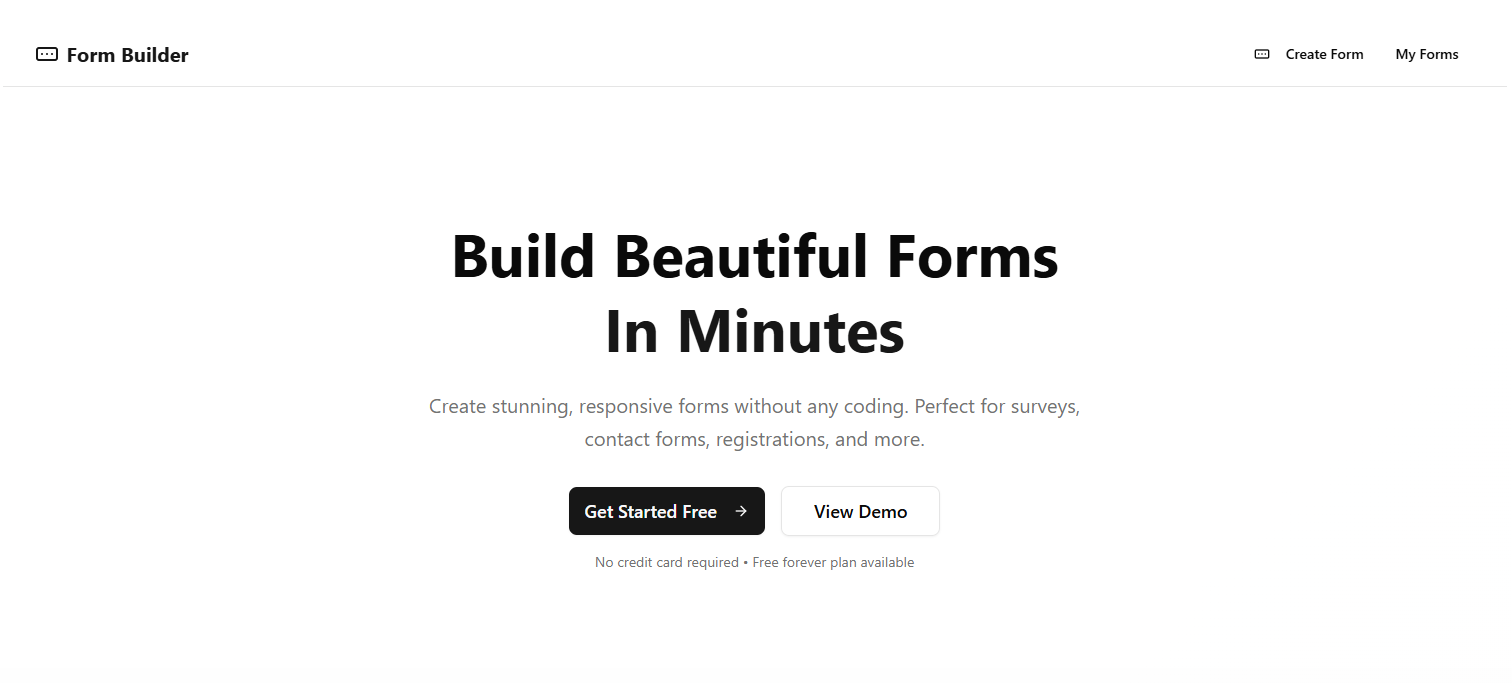 Form Builder
Create Form
My Forms
Build Beautiful Forms
In Minutes
Create stunning, responsive forms without any coding. Perfect for surveys,
contact forms, registrations, and more.
Get Started Free →
View Demo
No credit card required • Free forever plan available